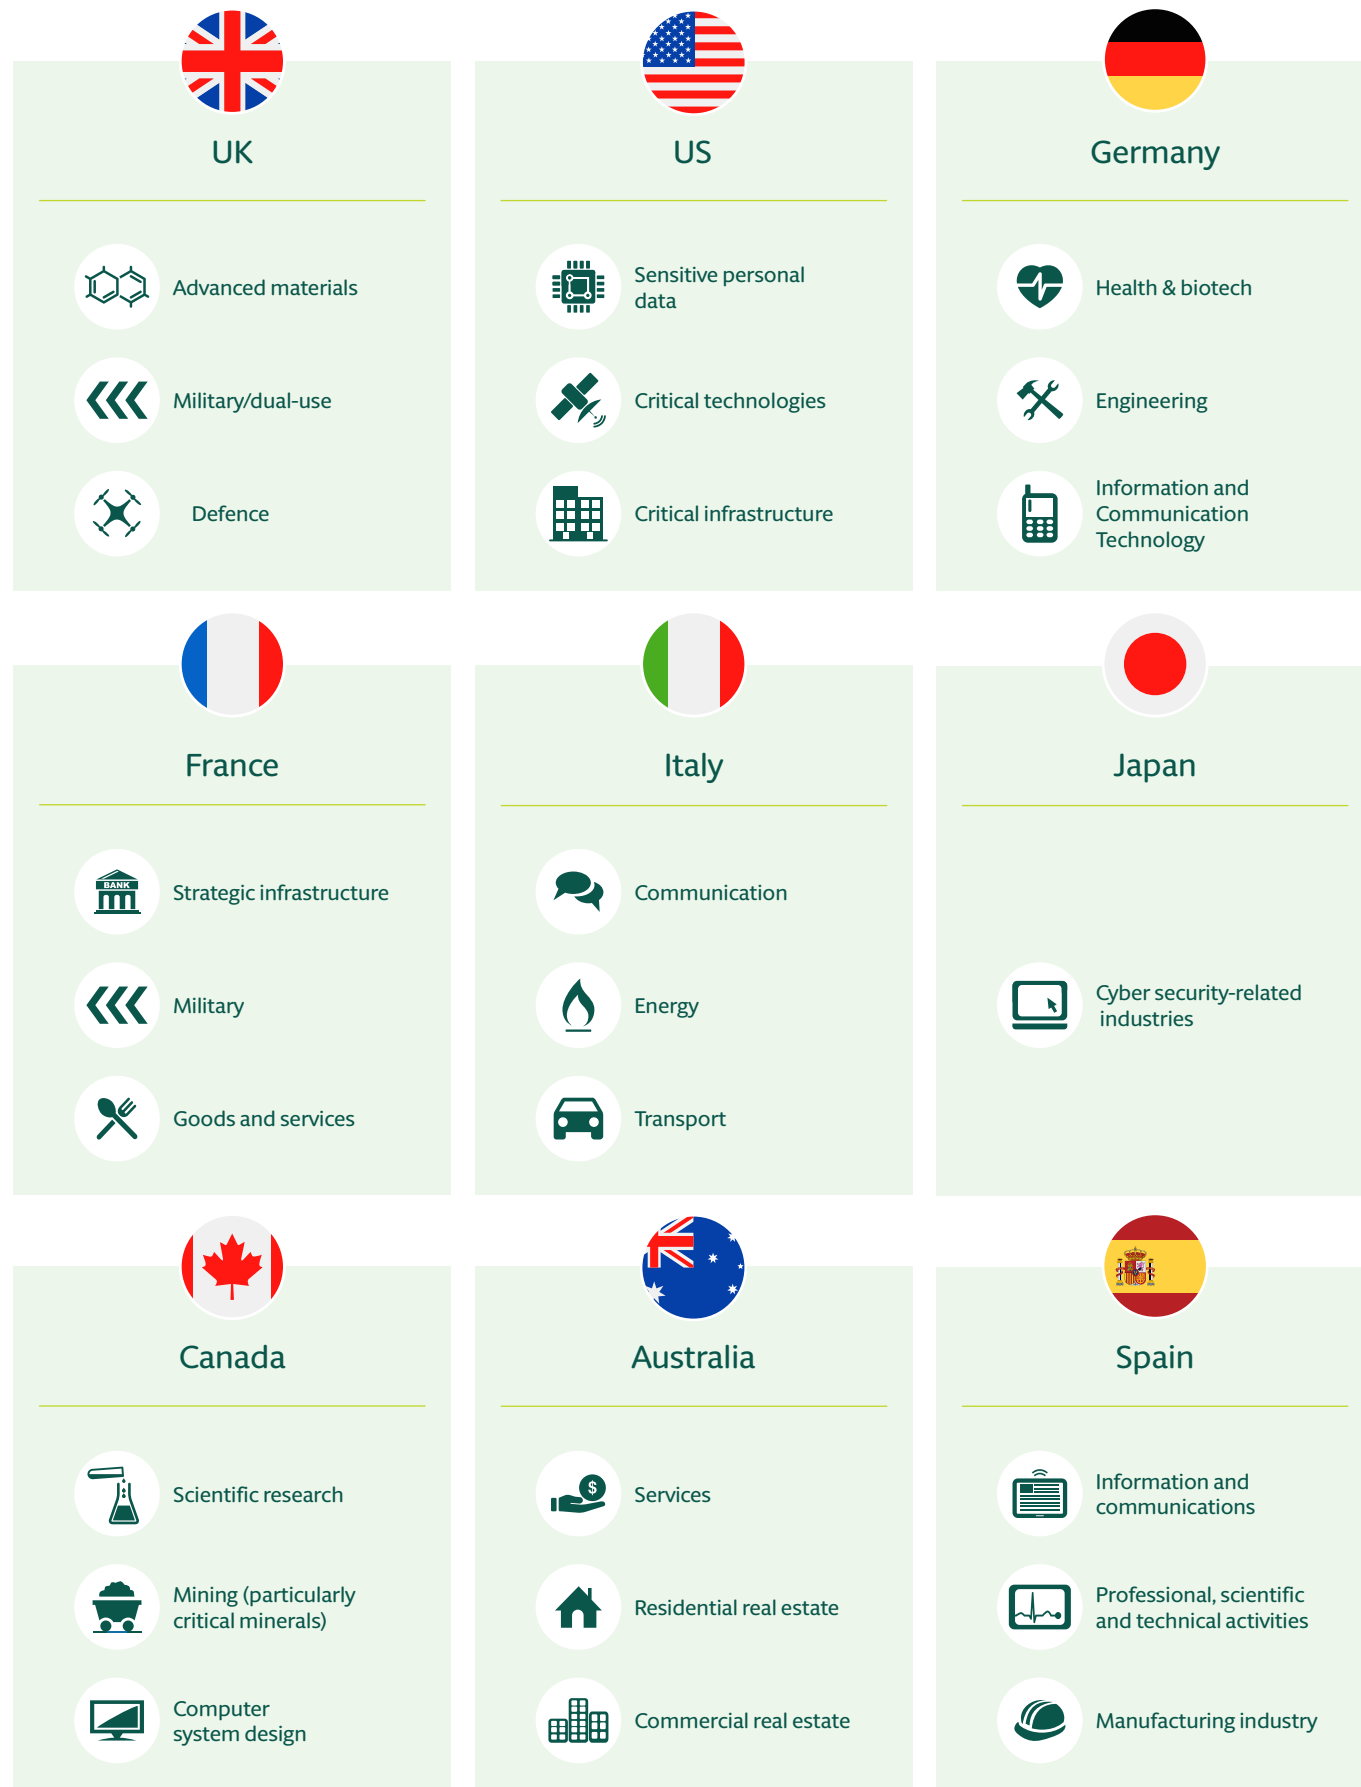 UK
Advanced materials
Military/dual-use
Defence
US
Sensitive personal
data
Critical technologies
Critical infrastructure
Germany
Health & biotech
Engineering
Information and
Communication
Technology
France
BANK
Strategic infrastructure
Military
Goods and services
Italy
Communication
Energy
Transport
Japan
Cyber security-related
industries
Canada
Scientific research
Mining (particularly
critical minerals)
Computer
system design
Australia
$
Services
Residential real estate
Commercial real estate
Spain
Information and
communications
Professional, scientific
and technical activities
Manufacturing industry